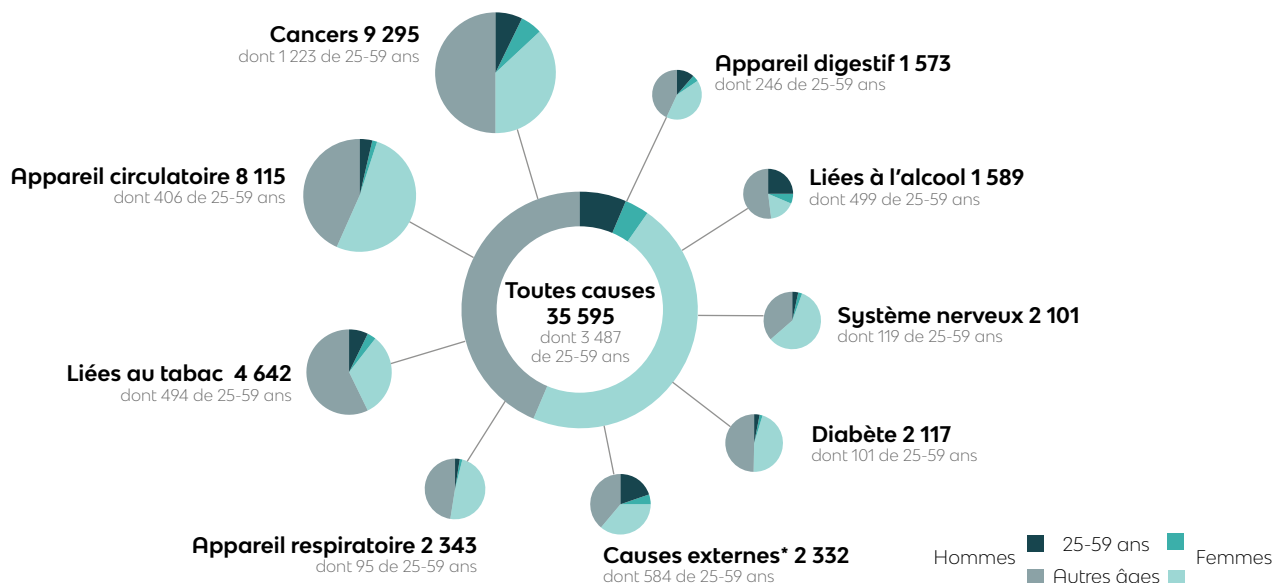 Cancers 9 295
dont 1 223 de 25-59 ans
Appareil digestif 1 573
dont 246 de 25-59 ans
Appareil circulatoire 8 115
dont 406 de 25-59 ans
Liées à l'alcool 1 589
dont 499 de 25-59 ans
Toutes causes
35 595
dont 3 487
de 25-59 ans
Système nerveux 2 101
dont 119 de 25-59 ans
Liées au tabac 4 642
dont 494 de 25-59 ans
Diabète 2 117
dont 101 de 25-59 ans
Appareil respiratoire 2 343
dont 95 de 25-59 ans
Causes externes* 2 332
dont 584 de 25-59 ans
Hommes 25-59 ans Femmes
Autres âges